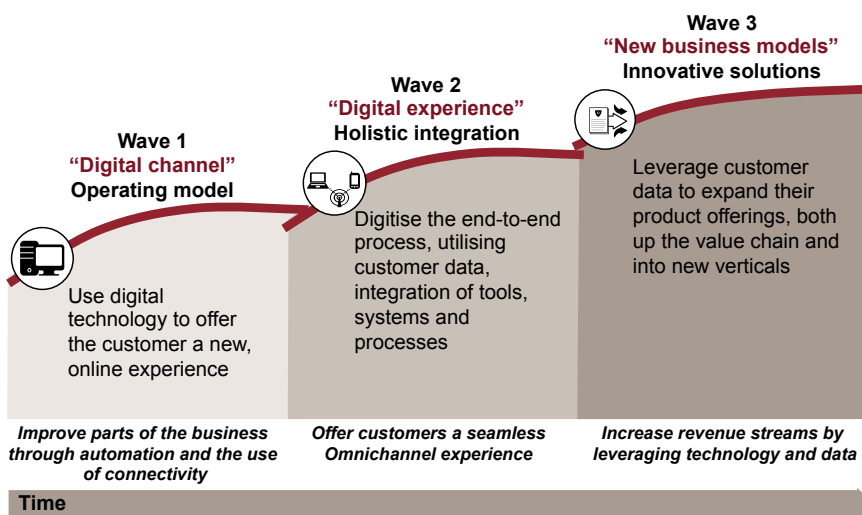 Wave 1
“Digital channel”
Operating model
Use digital
technology to offer
the customer a new,
online experience
Improve parts of the business
through automation and the use
of connectivity
Wave 2
“Digital experience”
Holistic integration
Digitise the end-to-end
process, utilising
customer data,
integration of tools,
systems and
processes
Offer customers a seamless
Omnichannel experience
Wave 3
“New business models”
Innovative solutions
Leverage customer
data to expand their
product offerings, both
up the value chain and
into new verticals
Increase revenue streams by
leveraging technology and data
Time